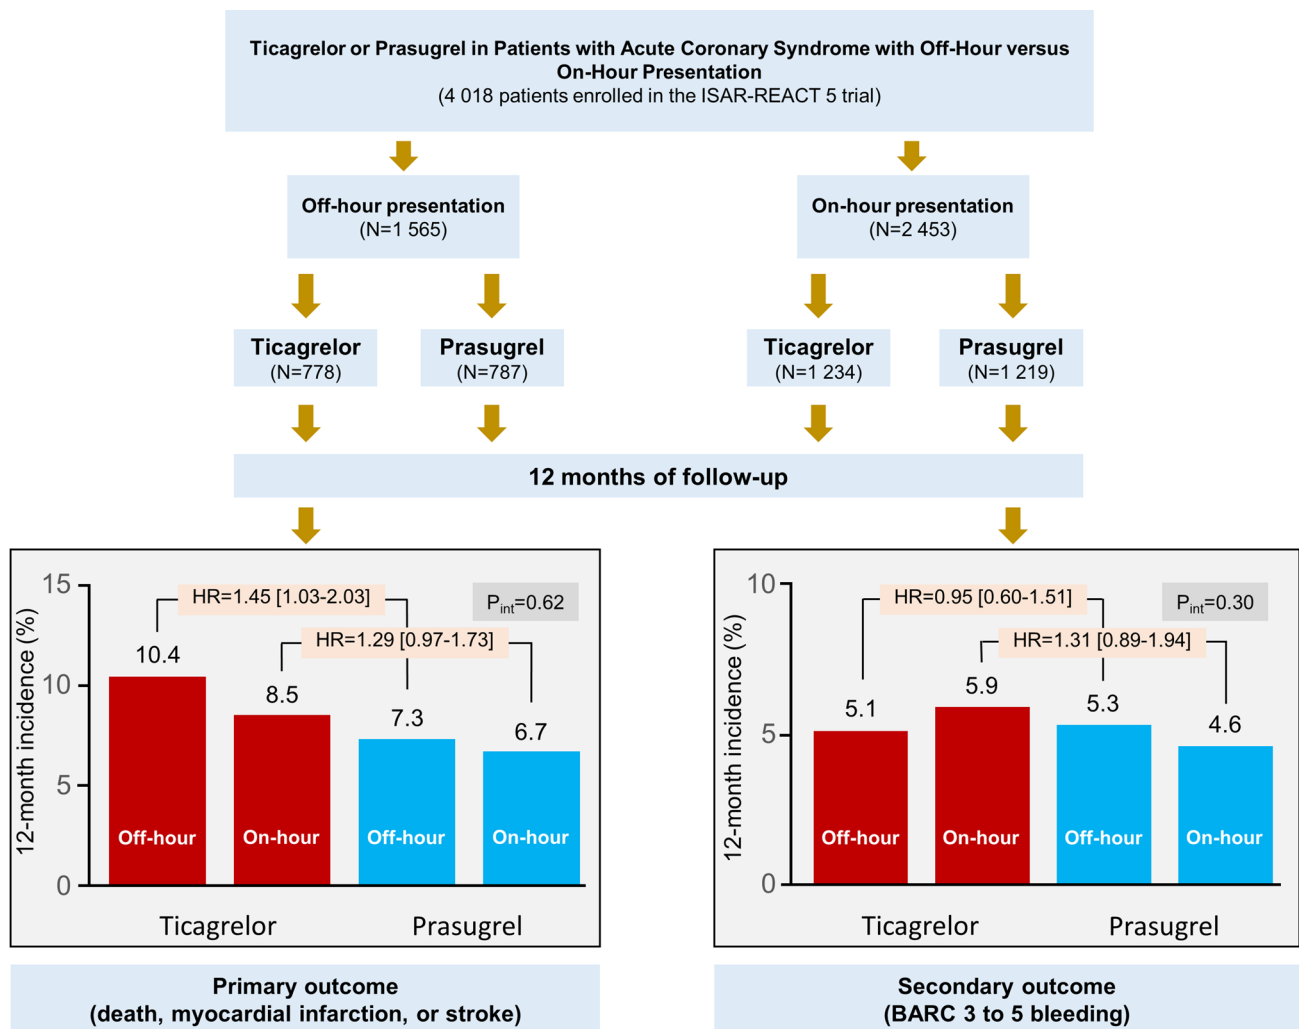 Ticagrelor or Prasugrel in Patients with Acute Coronary Syndrome with Off-Hour versus
On-Hour Presentation
(4 018 patients enrolled in the ISAR-REACT 5 trial)
Off-hour presentation
(N=1 565)
On-hour presentation
(N=2 453)
Ticagrelor
(N=778)
Prasugrel
(N=787)
Ticagrelor
(N=1 234)
Prasugrel
(N=1 219)
12 months of follow-up
12-month incidence (%)
15
10
5
0
HR=1.45 [1.03-2.03]
Pint=0.62
HR=1.29 [0.97-1.73]
10.4
8.5
7.3
6.7
Off-hour
On-hour
Off-hour
On-hour
Ticagrelor
Prasugrel
Primary outcome
(death, myocardial infarction, or stroke)
12-month incidence (%)
10
5
0
HR=0.95 [0.60-1.51]
Pint=0.30
HR=1.31 [0.89-1.94]
5.1
5.9
5.3
4.6
Off-hour
On-hour
Off-hour
On-hour
Ticagrelor
Prasugrel
Secondary outcome
(BARC 3 to 5 bleeding)